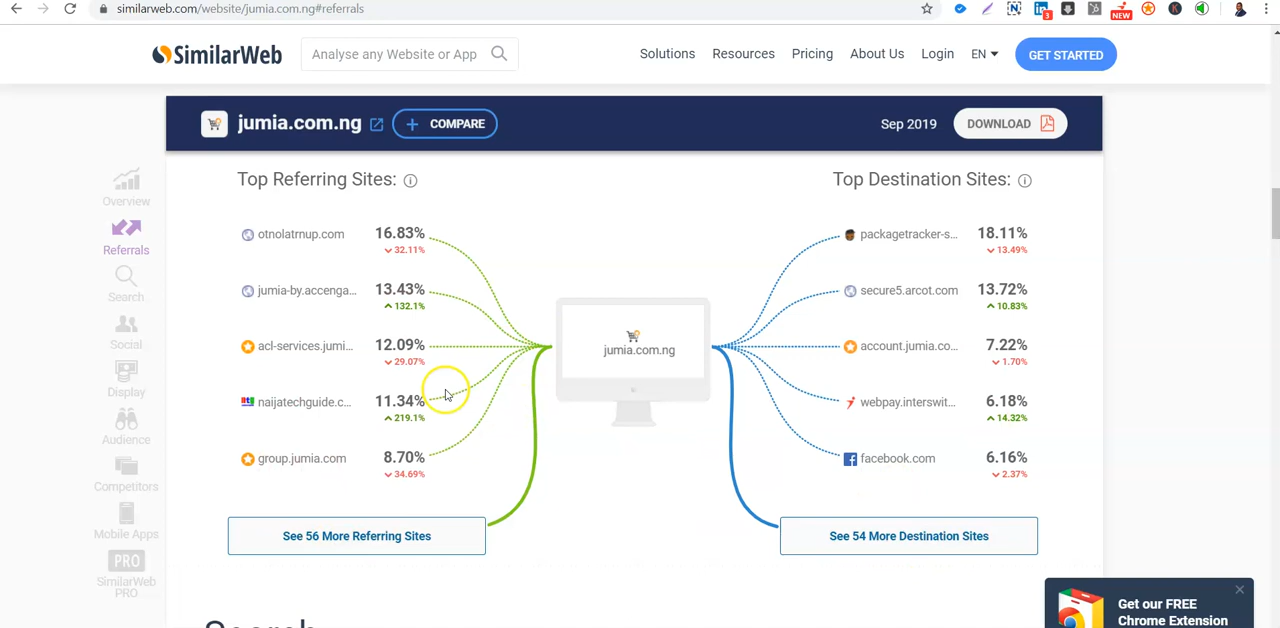 similarweb.com/website/jumia.com.ng#referrals
3
NEW
SimilarWeb
Analyse any Website or App
Solutions
Resources
Pricing
About Us
Login
EN
GET STARTED
jumia.com.ng
COMPARE
Sep 2019
DOWNLOAD
Overview
Referrals
Search
Social
Display
Audience
Competitors
Mobile Apps
PRO
SimilarWeb
PRO
Top Referring Sites:
otnolatrnup.com 16.83%
32.11%
jumia-by.accenga... 13.43%
132.1%
acl-services.jumi... 12.09%
29.07%
naijatechguide.c... 11.34%
219.1%
group.jumia.com 8.70%
34.69%
See 56 More Referring Sites
jumia.com.ng
Top Destination Sites:
packagetracker-s... 18.11%
13.49%
secure5.arcot.com 13.72%
10.83%
account.jumia.co... 7.22%
1.70%
webpay.interswit... 6.18%
14.32%
facebook.com 6.16%
2.37%
See 54 More Destination Sites
Search
Get our FREE
Chrome Extension